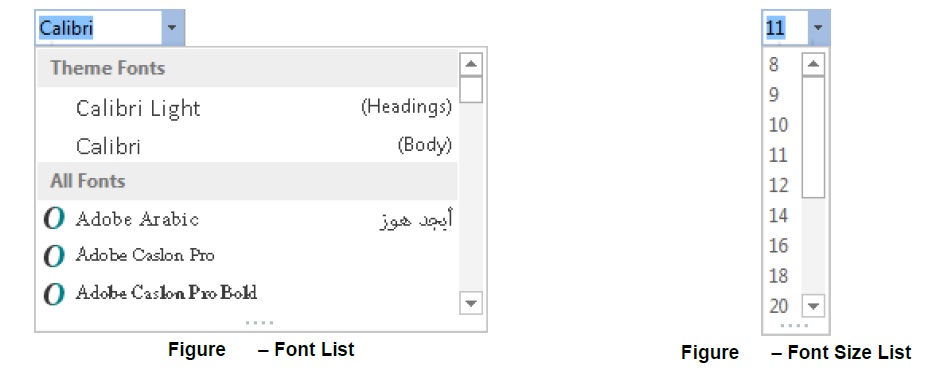 Calibri
Theme Fonts
Calibri Light (Headings)
Calibri (Body)
All Fonts
O Adobe Arabic أبجد هوز
O Adobe Caslon Pro
O Adobe Caslon Pro Bold
Figure – Font List
11
8
9
10
11
12
14
16
18
20
Figure – Font Size List